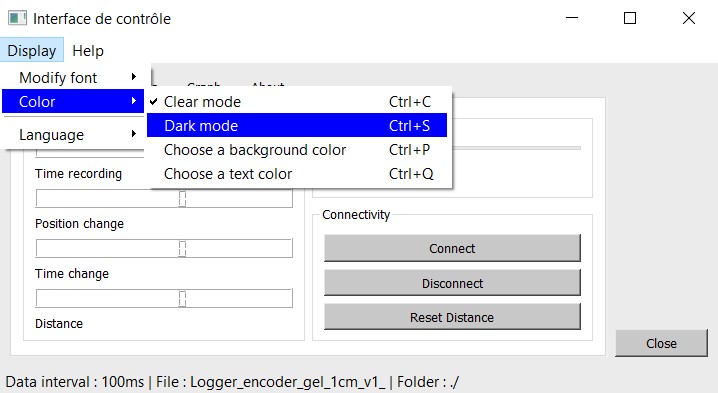 Interface de contrôle
Display Help
Modify font
Color
Language
Clear mode Ctrl+C
Dark mode Ctrl+S
Choose a background color Ctrl+P
Choose a text color Ctrl+Q
Time recording
Position change
Time change
Distance
Connectivity
Connect
Disconnect
Reset Distance
Close
Data interval : 100ms | File : Logger_encoder_gel_1cm_v1_ | Folder : ./